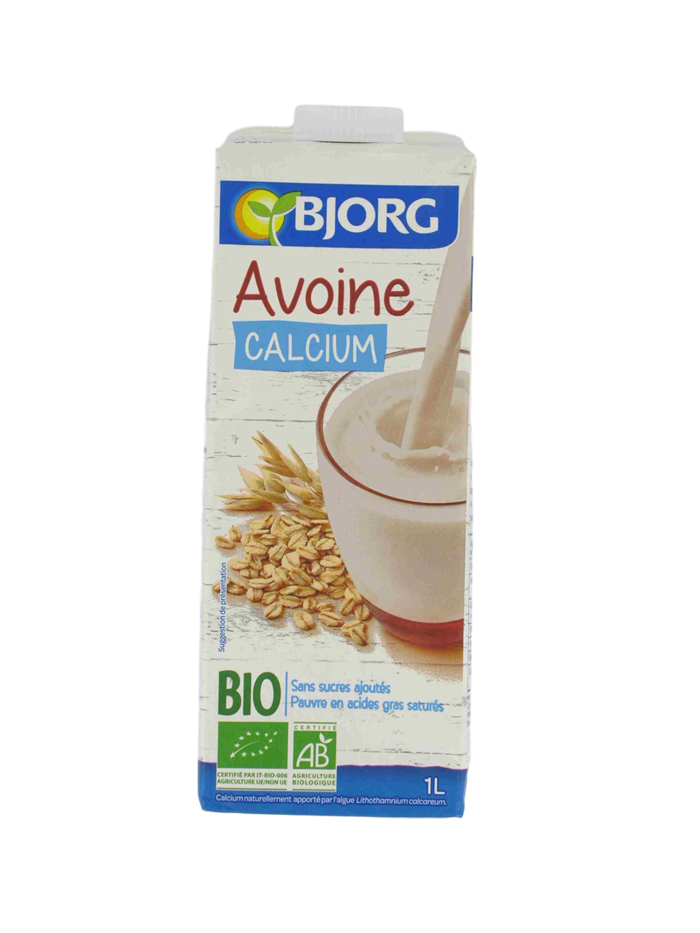 BJORG
Avoine
CALCIUM
Suggestion de présentation
BIO
Sans sucres ajoutés
Pauvre en acides gras saturés
CERTIFIÉ PAR IT-BIO-006
AGRICULTURE UE/NON UE
CERTIFIÉ
AB
AGRICULTURE
BIOLOGIQUE
1L
Calcium naturellement apporté par l'algue Lithothamnium calcareum.